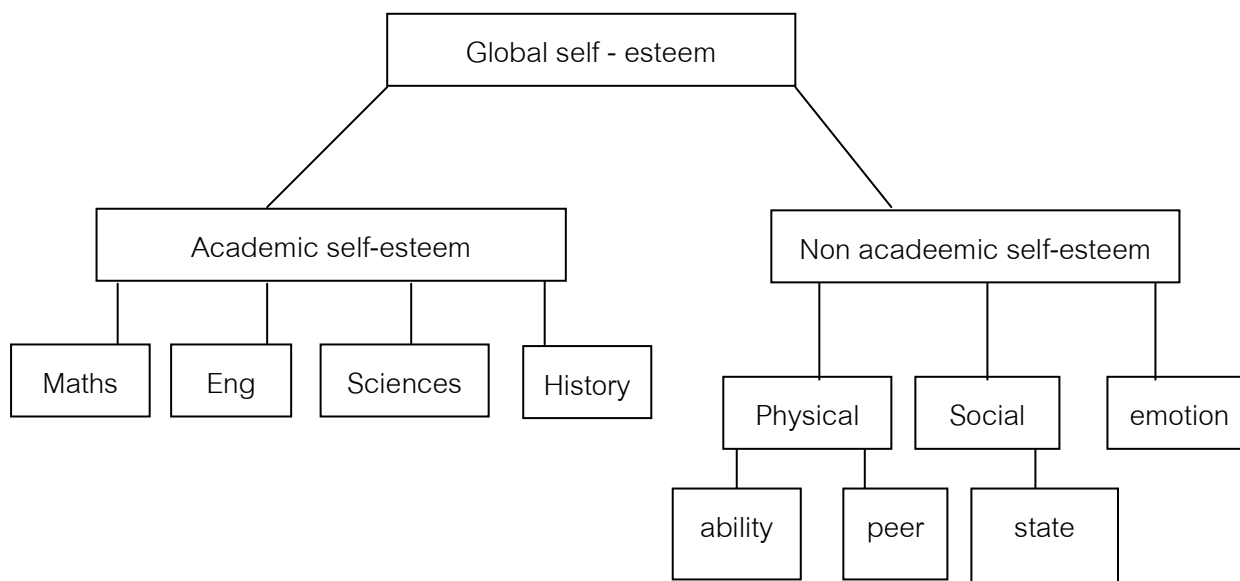 Global self - esteem
Academic self-esteem
Non acadeemic self-esteem
Maths
Eng
Sciences
History
Physical
Social
emotion
ability
peer
state